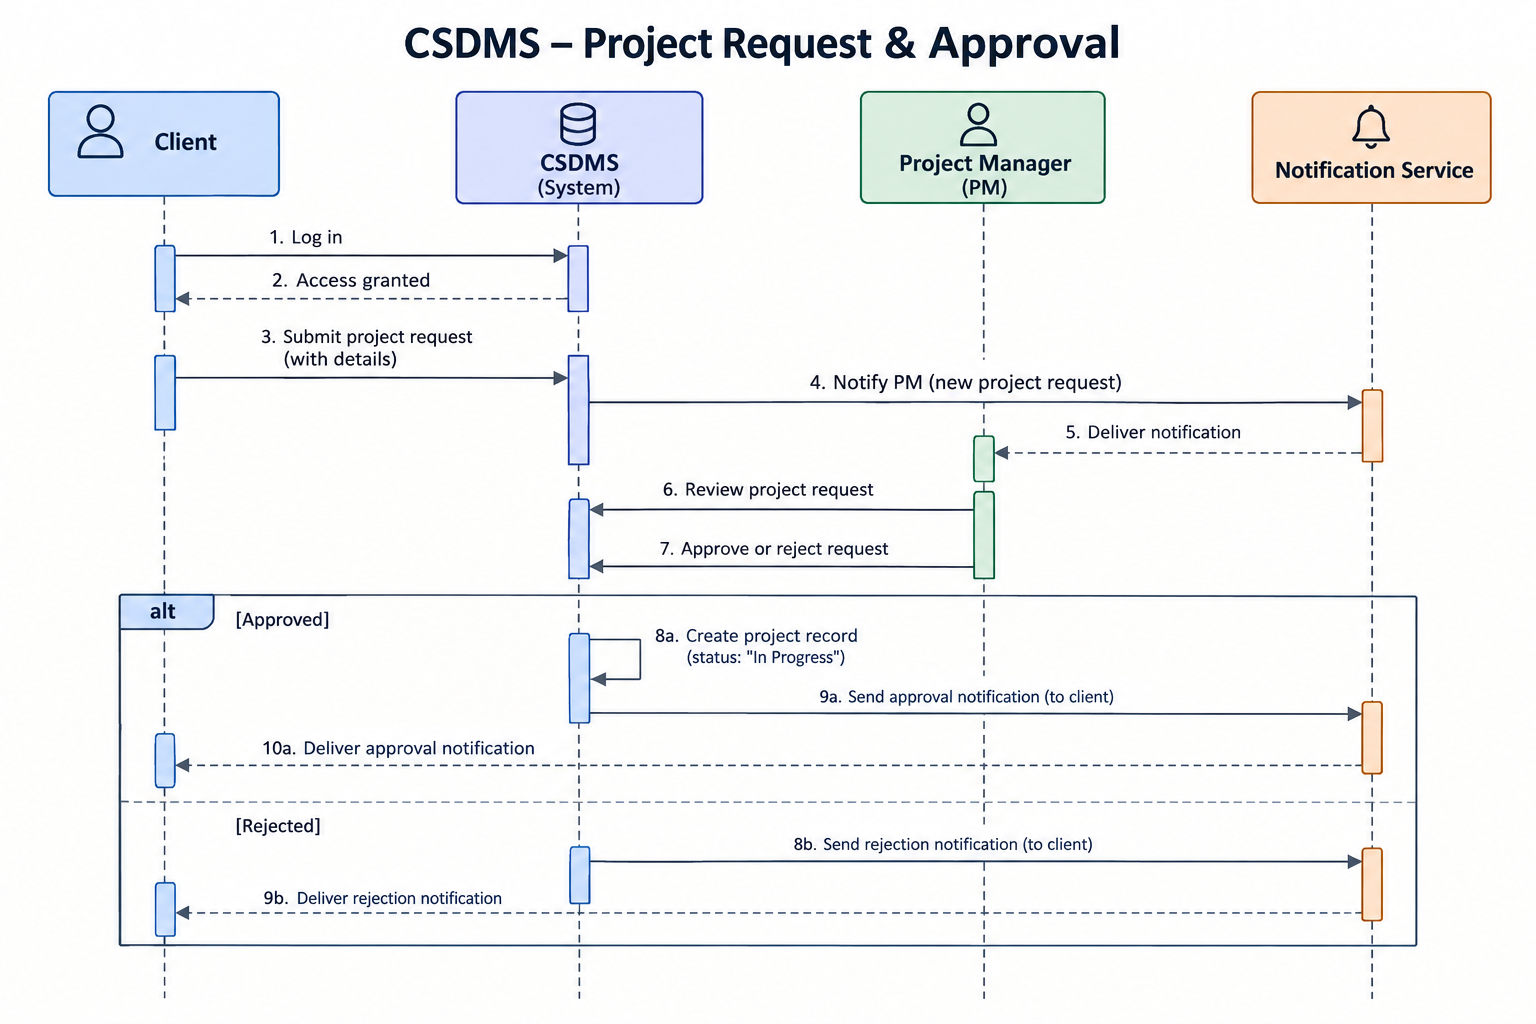 CSDMS – Project Request & Approval
Client
CSDMS
(System)
Project Manager
(PM)
Notification Service
1. Log in
2. Access granted
3. Submit project request
(with details)
4. Notify PM (new project request)
5. Deliver notification
6. Review project request
7. Approve or reject request
alt
[Approved]
8a. Create project record
(status: "In Progress")
9a. Send approval notification (to client)
10a. Deliver approval notification
[Rejected]
8b. Send rejection notification (to client)
9b. Deliver rejection notification